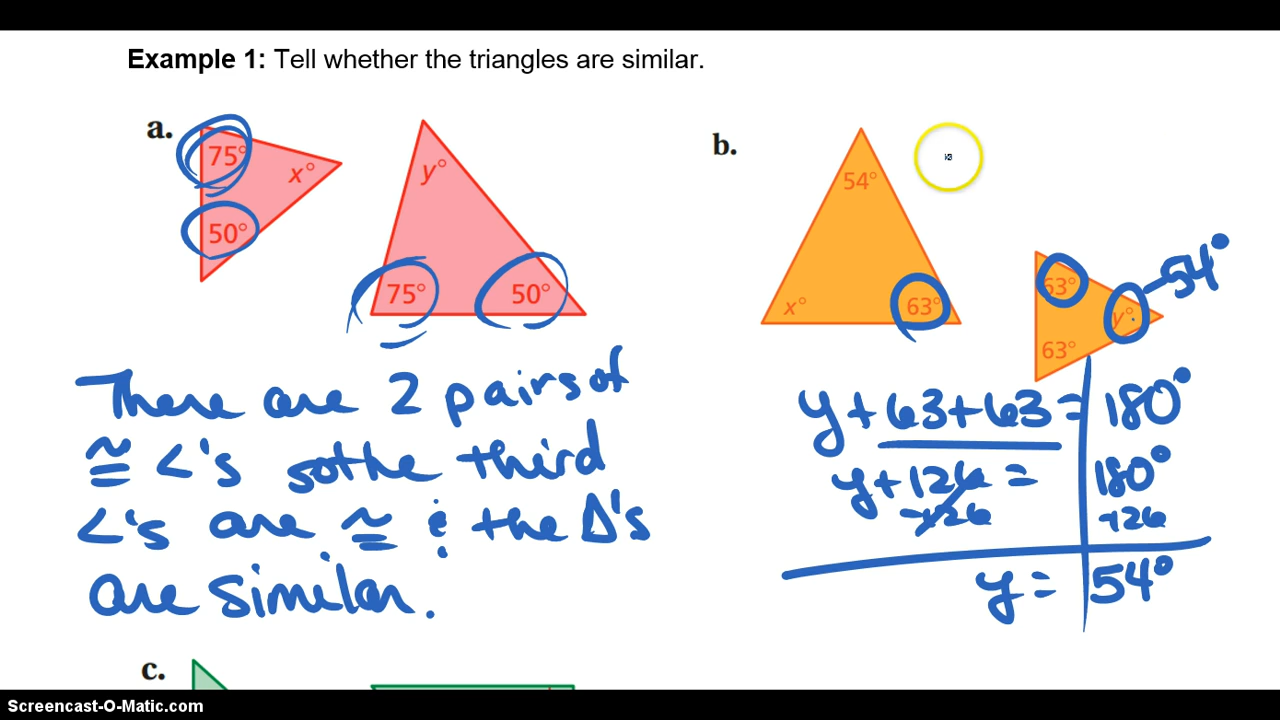 Example 1: Tell whether the triangles are similar.
a.
75°
x°
50°
y°
75°
50°
b.
54°
x°
63°
63°
y°
63°
54°
There are 2 pairs of
≅ ∠'s so the third
∠'s are ≅ & the Δ's
are similar.
y + 63 + 63 = 180°
y + 126 = 180°
-126 -126
y = 54°
c.
Screencast-O-Matic.com